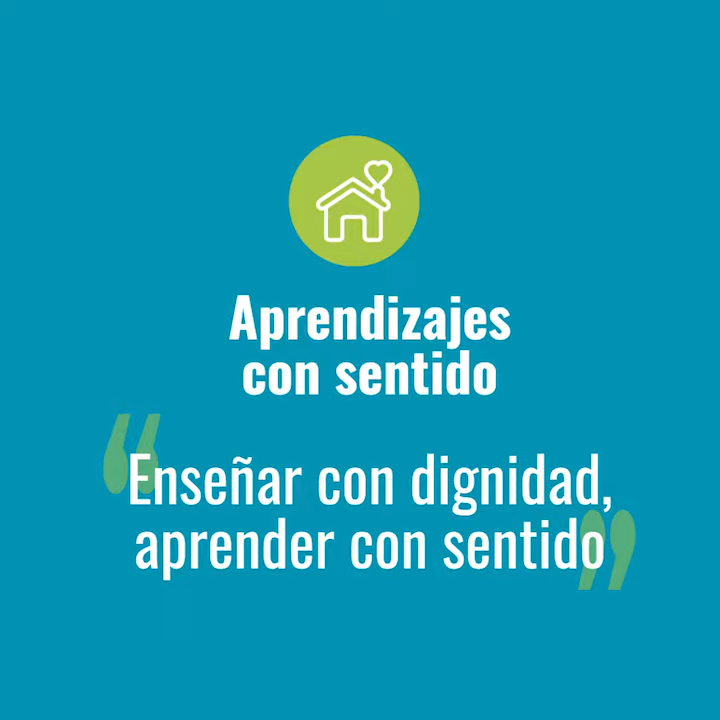 Aprendizajes
con sentido
“Enseñar con dignidad,
aprender con sentido”